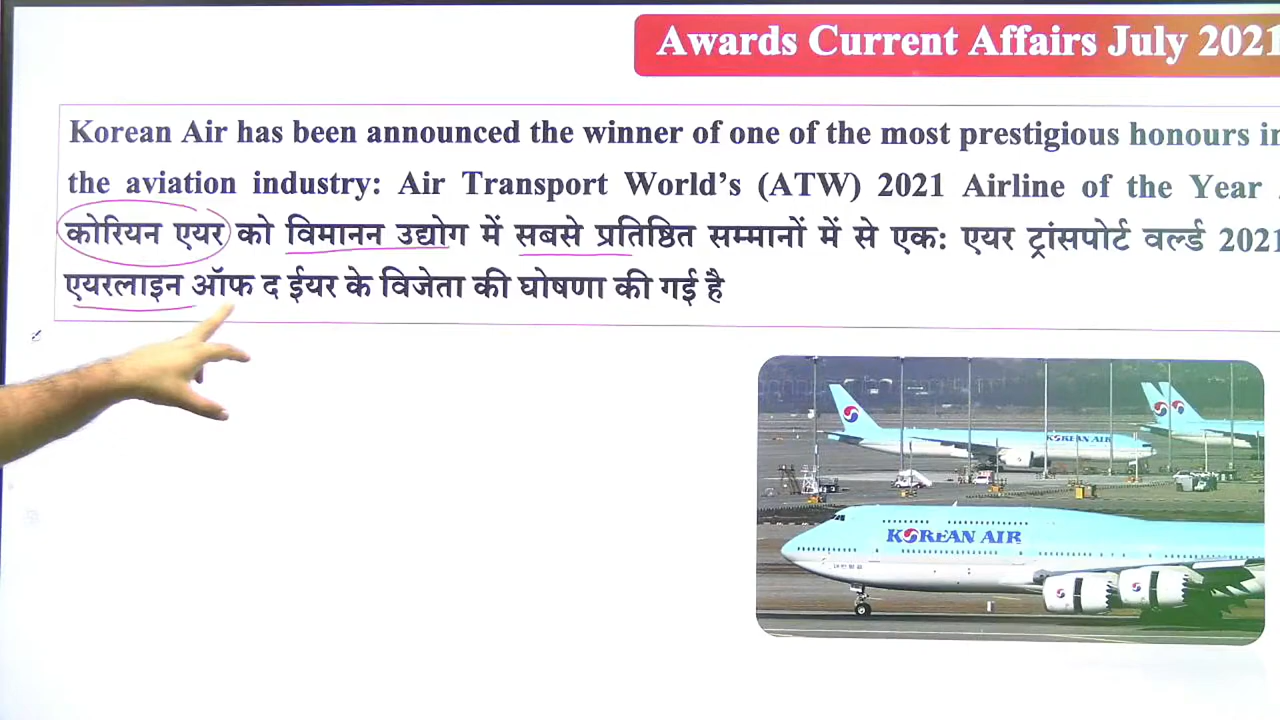 Awards Current Affairs July 2021
Korean Air has been announced the winner of one of the most prestigious honours in
the aviation industry: Air Transport World's (ATW) 2021 Airline of the Year
कोरियन एयर को विमानन उद्योग में सबसे प्रतिष्ठित सम्मानों में से एक: एयर ट्रांसपोर्ट वर्ल्ड 2021
एयरलाइन ऑफ द ईयर के विजेता की घोषणा की गई है
KOREAN AIR
KOREAN AIR